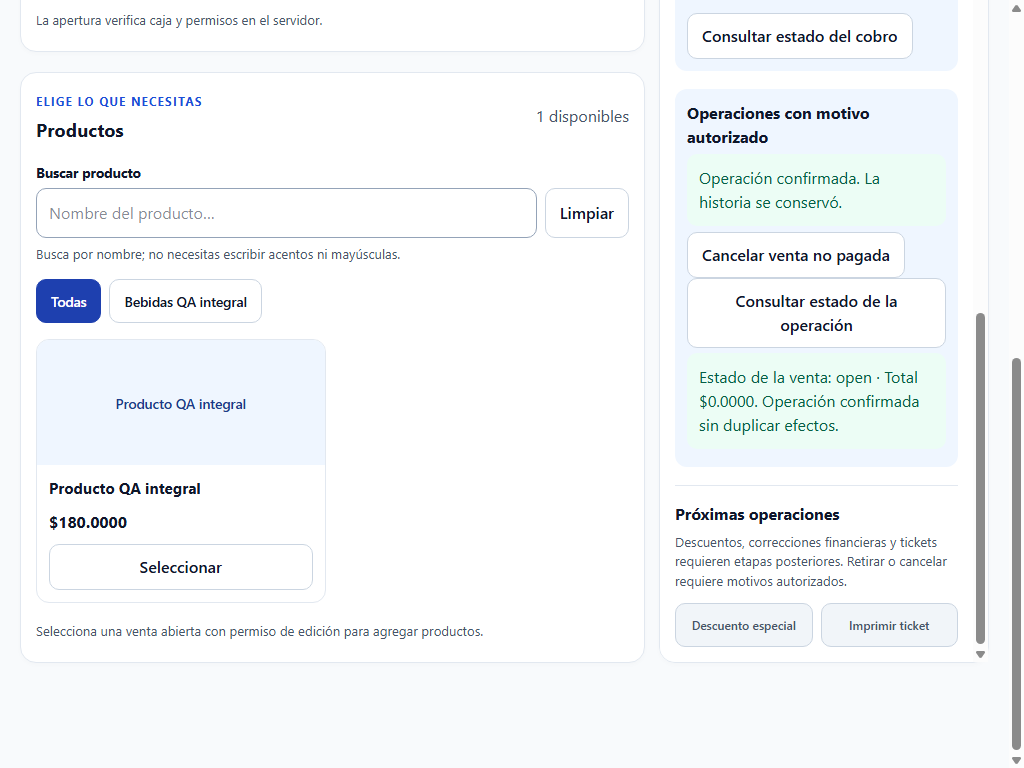 La apertura verifica caja y permisos en el servidor.
ELIGE LO QUE NECESITAS
Productos
1 disponibles
Buscar producto
Nombre del producto...
Limpiar
Busca por nombre; no necesitas escribir acentos ni mayúsculas.
Todas
Bebidas QA integral
Producto QA integral
Producto QA integral
$180.0000
Seleccionar
Selecciona una venta abierta con permiso de edición para agregar productos.
Consultar estado del cobro
Operaciones con motivo
autorizado
Operación confirmada. La
historia se conservó.
Cancelar venta no pagada
Consultar estado de la
operación
Estado de la venta: open · Total
$0.0000. Operación confirmada
sin duplicar efectos.
Próximas operaciones
Descuentos, correcciones financieras y tickets
requieren etapas posteriores. Retirar o cancelar
requiere motivos autorizados.
Descuento especial
Imprimir ticket